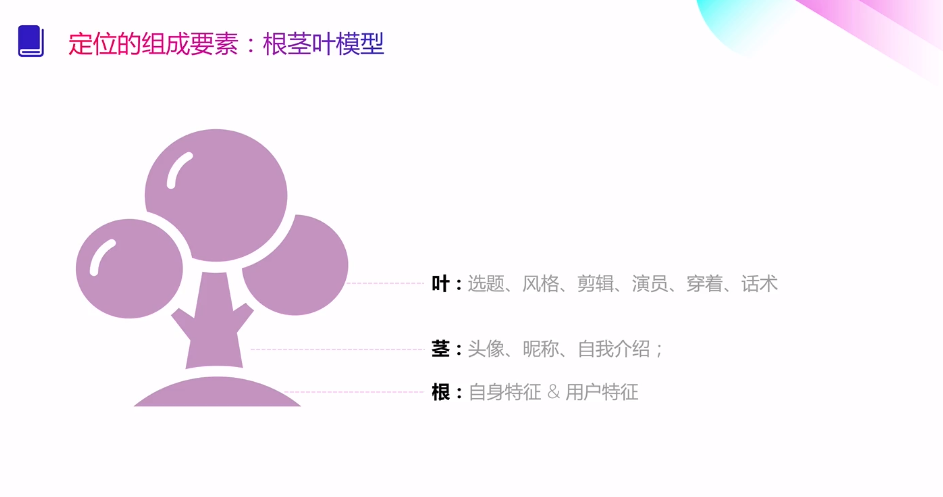 定位的组成要素：根茎叶模型
叶：选题、风格、剪辑、演员、穿着、话术
茎：头像、昵称、自我介绍；
根：自身特征 & 用户特征